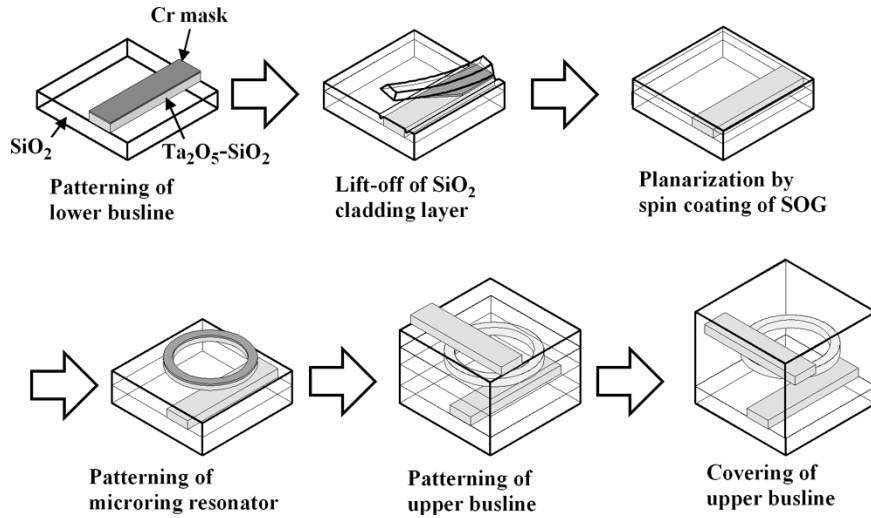 Cr mask
SiO₂
Ta₂O₅-SiO₂
Patterning of
lower busline
Lift-off of SiO₂
cladding layer
Planarization by
spin coating of SOG
Patterning of
microring resonator
Patterning of
upper busline
Covering of
upper busline